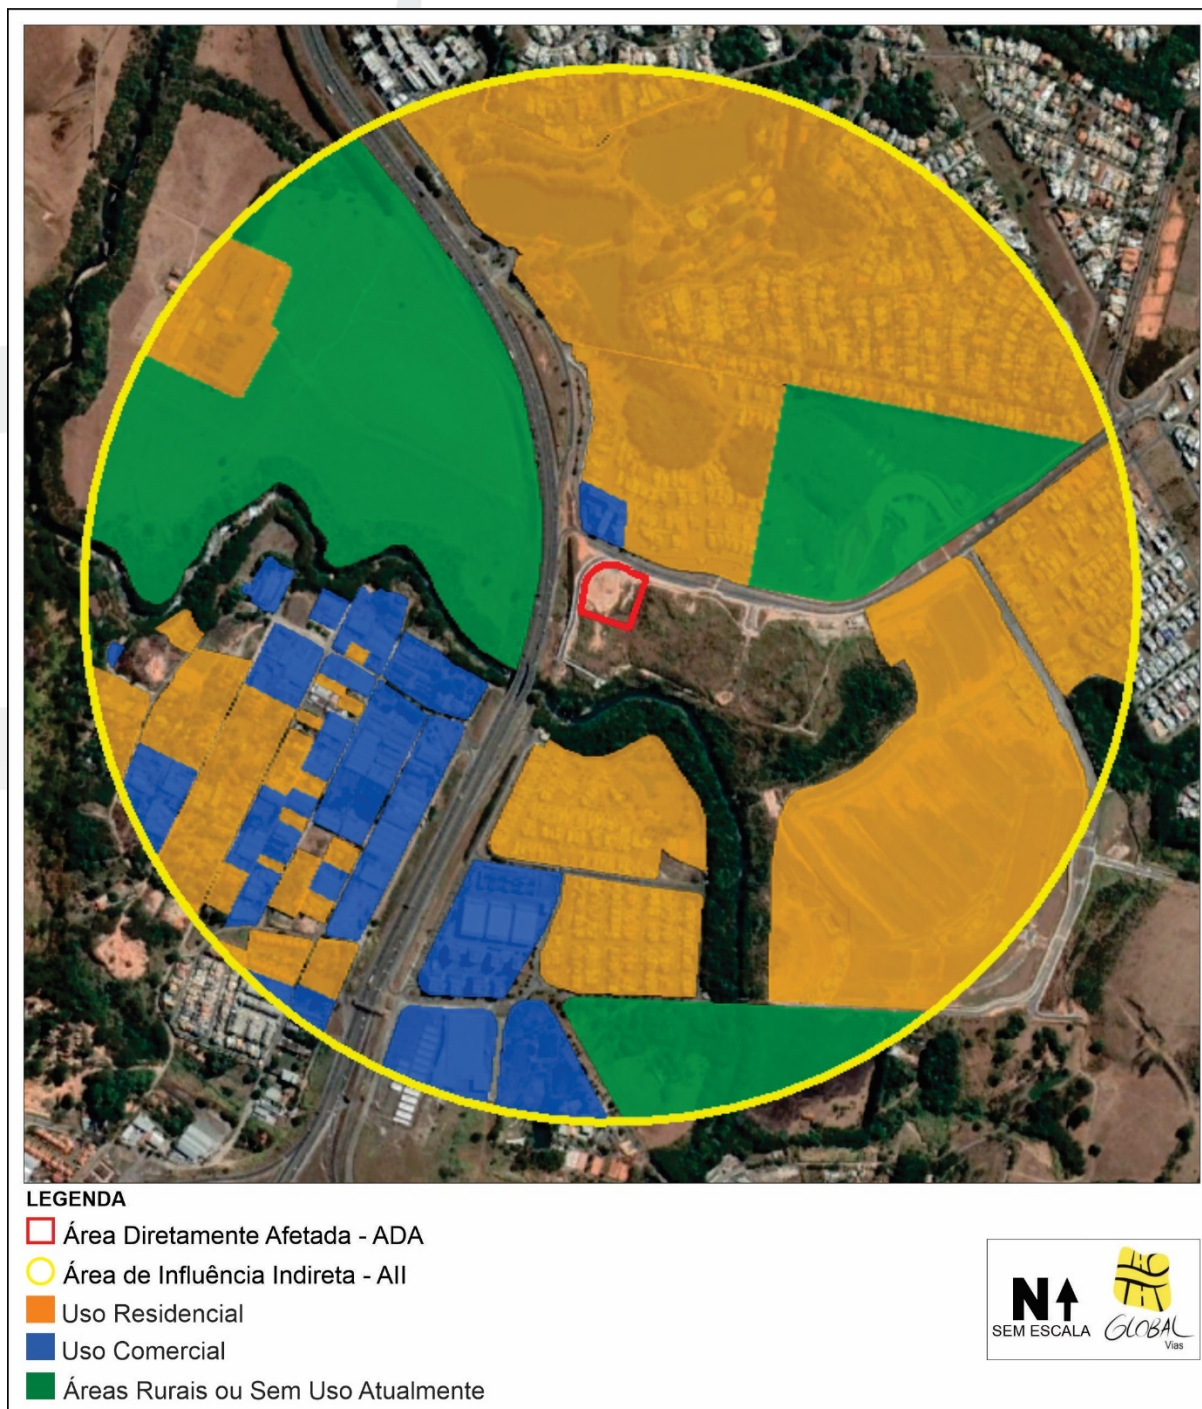 LEGENDA
Área Diretamente Afetada - ADA
Área de Influência Indireta - AII
Uso Residencial
Uso Comercial
Áreas Rurais ou Sem Uso Atualmente
N
SEM ESCALA
GLOBAL
Vias